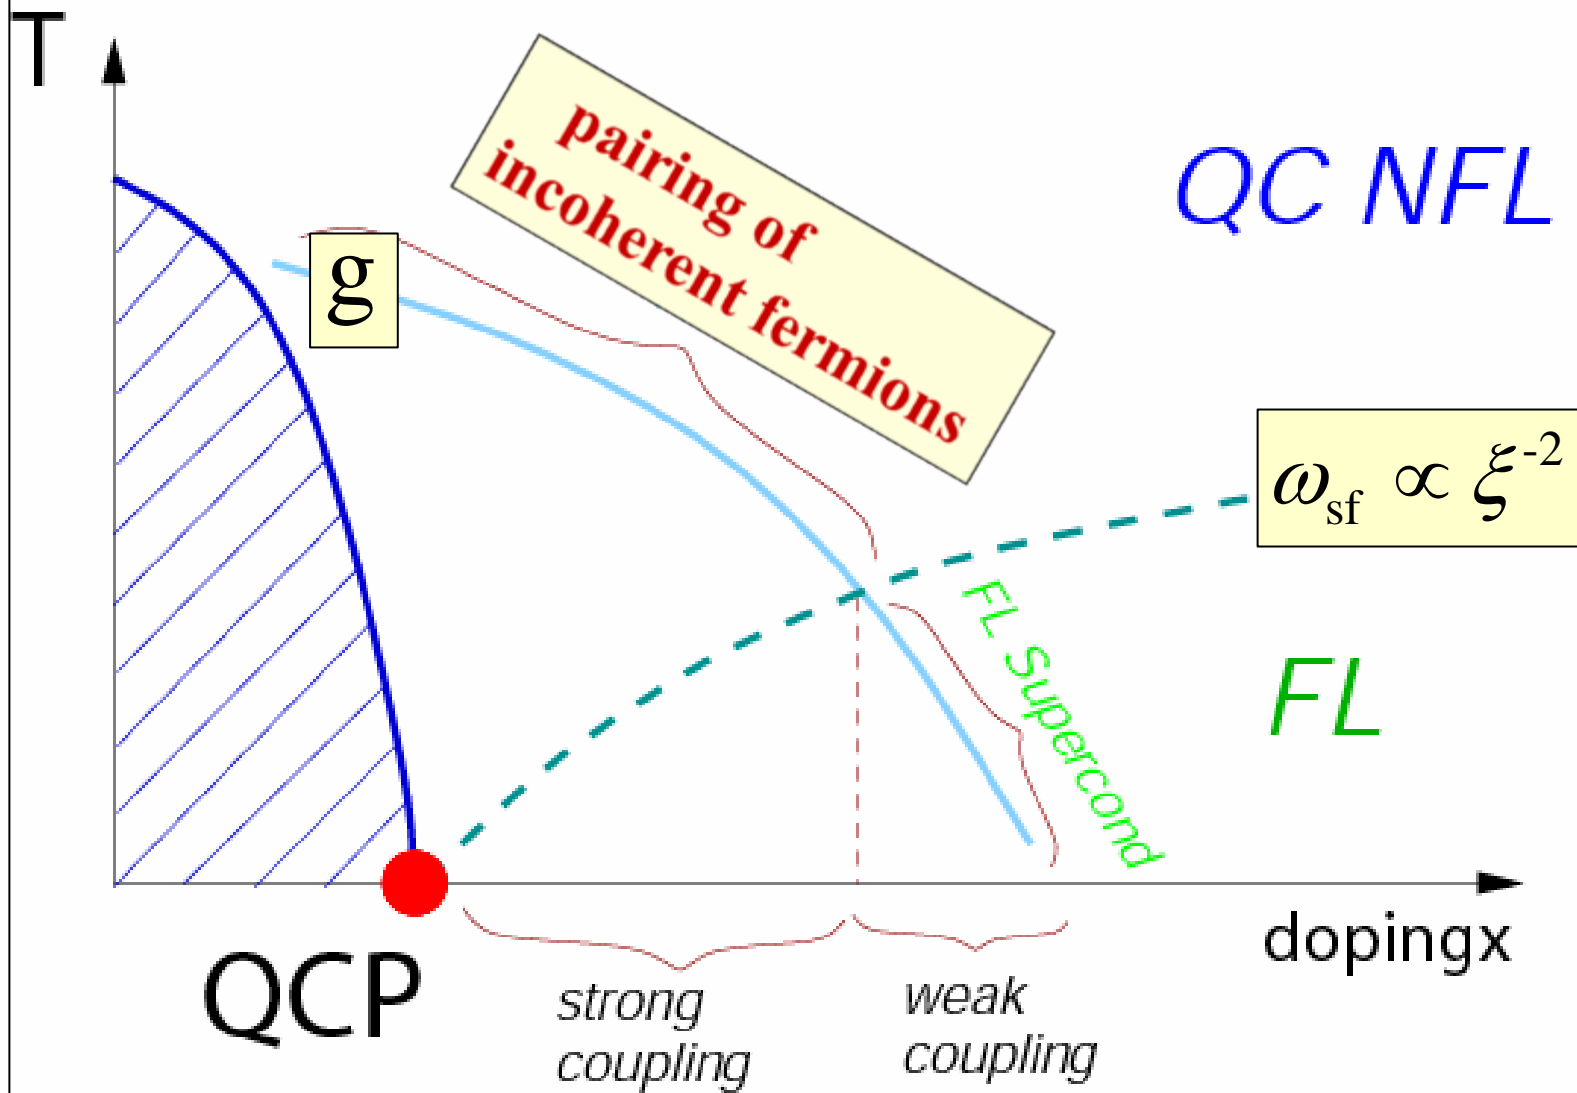 T
pairing of
incoherent fermions
QC NFL
g
ω_sf ∝ ξ^-2
FL Supercond
FL
QCP
dopingx
strong
coupling
weak
coupling